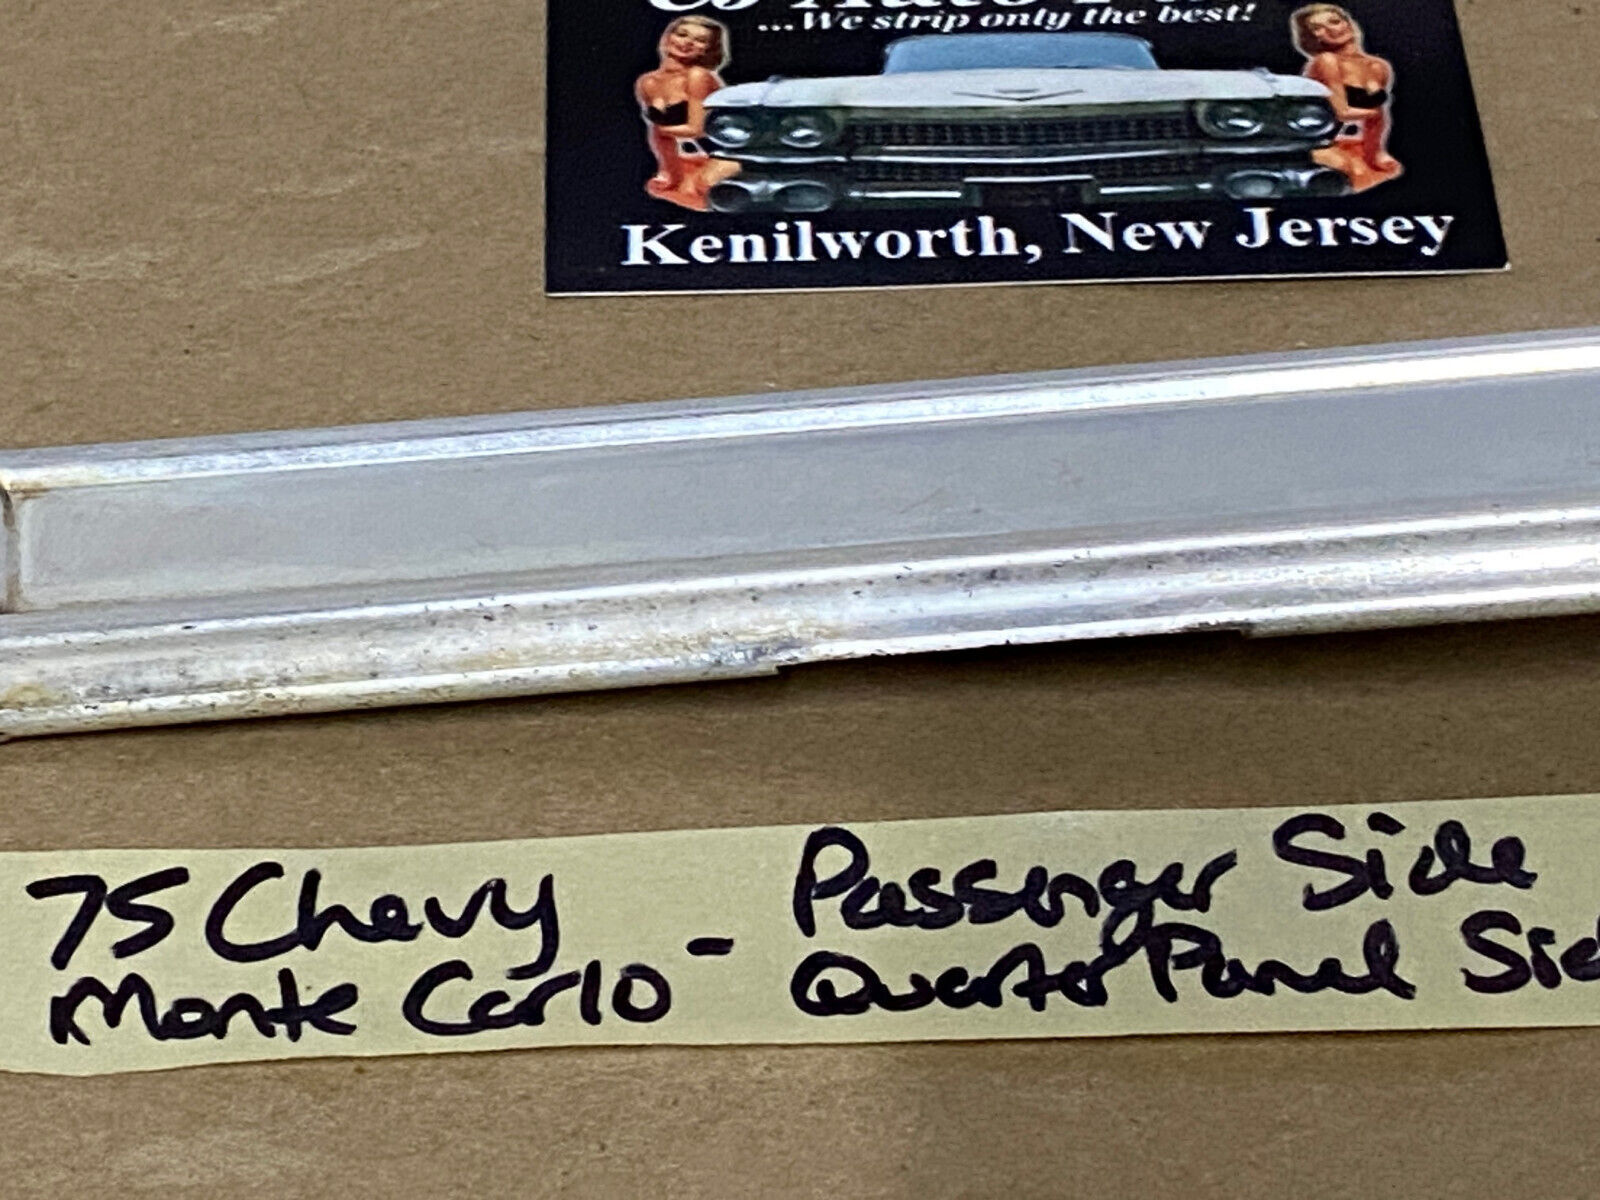 ...We strip only the best!
Kenilworth, New Jersey
75 Chevy
Monte Carlo - Passenger Side
Quarter Panel